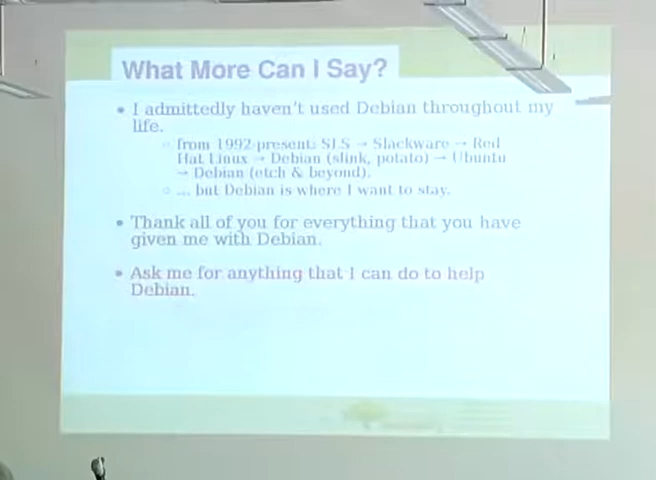 What More Can I Say?
• I admittedly haven't used Debian throughout my
life.
◦ from 1992-present: SLS → Slackware → Red
Hat Linux → Debian (slink, potato) → Ubuntu
→ Debian (etch & beyond).
◦ ... but Debian is where I want to stay.
• Thank all of you for everything that you have
given me with Debian.
• Ask me for anything that I can do to help
Debian.